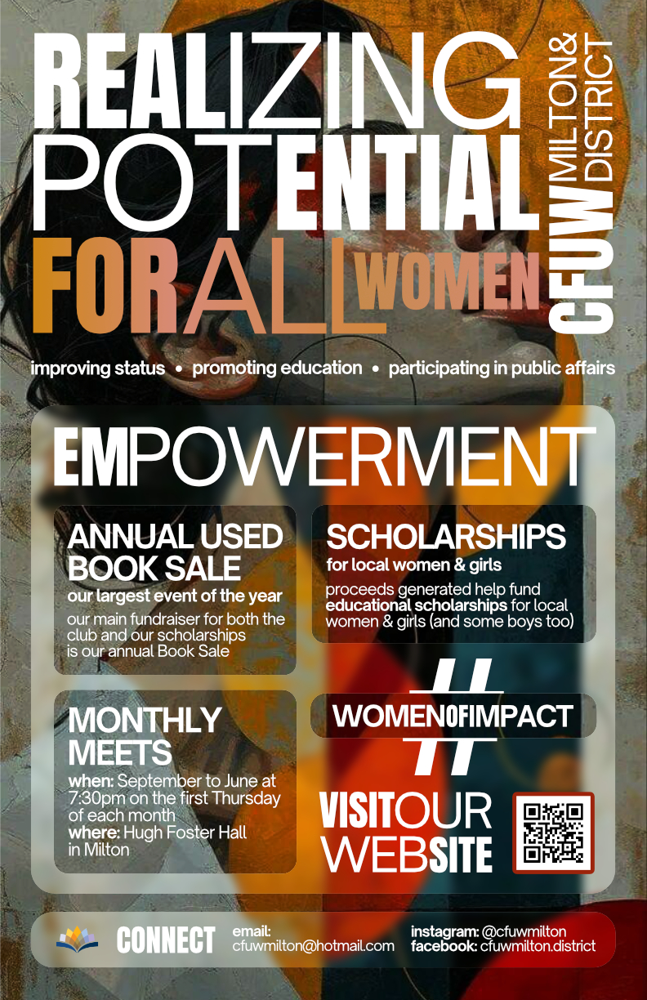 REALIZING
POTENTIAL
FORALL WOMEN
CFUW MILTON&
DISTRICT
improving status • promoting education • participating in public affairs
EMPOWERMENT
ANNUAL USED
BOOK SALE
our largest event of the year
our main fundraiser for both the
club and our scholarships
is our annual Book Sale
SCHOLARSHIPS
for local women & girls
proceeds generated help fund
educational scholarships for local
women & girls (and some boys too)
MONTHLY
MEETS
when: September to June at
7:30pm on the first Thursday
of each month
where: Hugh Foster Hall
in Milton
#
WOMENOFIMPACT
VISITOUR
WEBSITE
CONNECT
email:
cfuwmilton@hotmail.com
instagram: @cfuwmilton
facebook: cfuwmilton.district